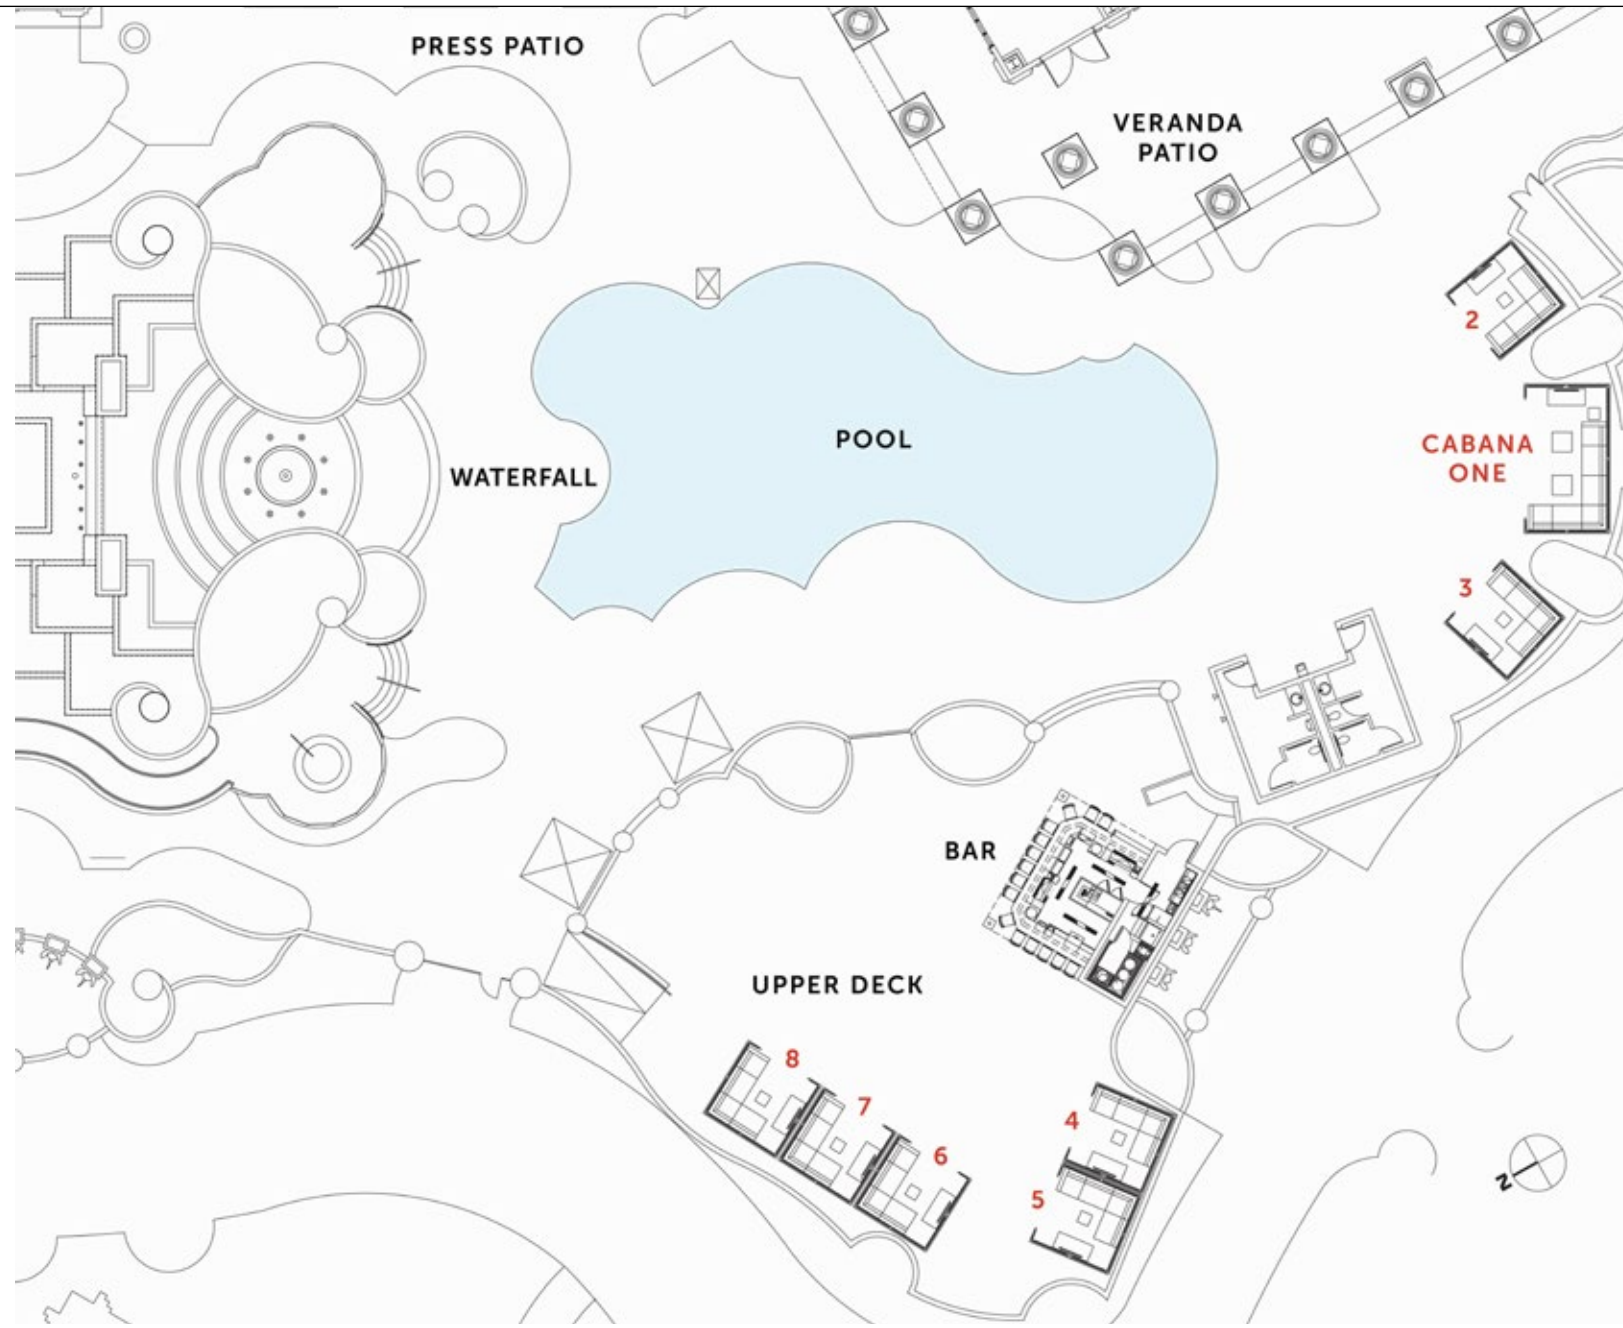 PRESS PATIO
VERANDA
PATIO
2
POOL
CABANA
ONE
WATERFALL
3
BAR
UPPER DECK
8
7
4
6
5
N